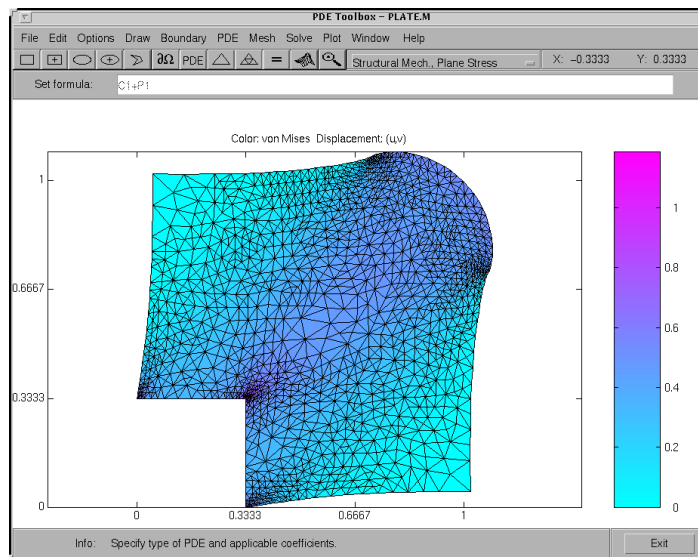 PDE Toolbox – PLATE.M
File Edit Options Draw Boundary PDE Mesh Solve Plot Window Help
∂Ω PDE = Structural Mech., Plane Stress X: -0.3333 Y: 0.3333
Set formula: C1+P1
Color: von Mises Displacement: (u,v)
1
0.6667
0.3333
0
0 0.3333 0.6667 1
1
0.8
0.6
0.4
0.2
0
Info: Specify type of PDE and applicable coefficients. Exit